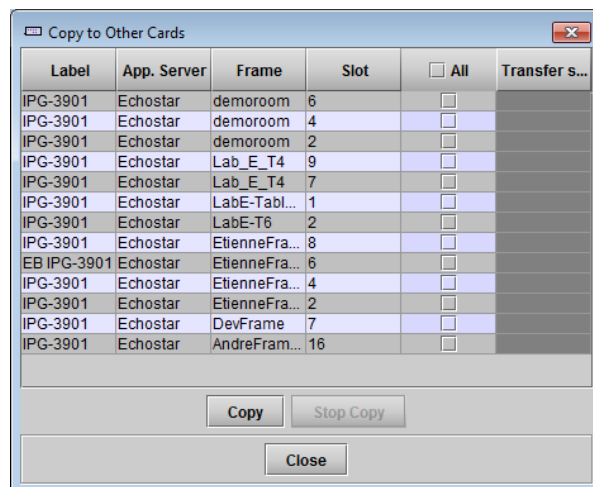 Copy to Other Cards
Label App. Server Frame Slot All Transfer s...
IPG-3901 Echostar demoroom 6
IPG-3901 Echostar demoroom 4
IPG-3901 Echostar demoroom 2
IPG-3901 Echostar Lab_E_T4 9
IPG-3901 Echostar Lab_E_T4 7
IPG-3901 Echostar LabE-Tabl... 1
IPG-3901 Echostar LabE-T6 2
IPG-3901 Echostar EtienneFra... 8
EB IPG-3901 Echostar EtienneFra... 6
IPG-3901 Echostar EtienneFra... 4
IPG-3901 Echostar EtienneFra... 2
IPG-3901 Echostar DevFrame 7
IPG-3901 Echostar AndreFram... 16
Copy Stop Copy
Close